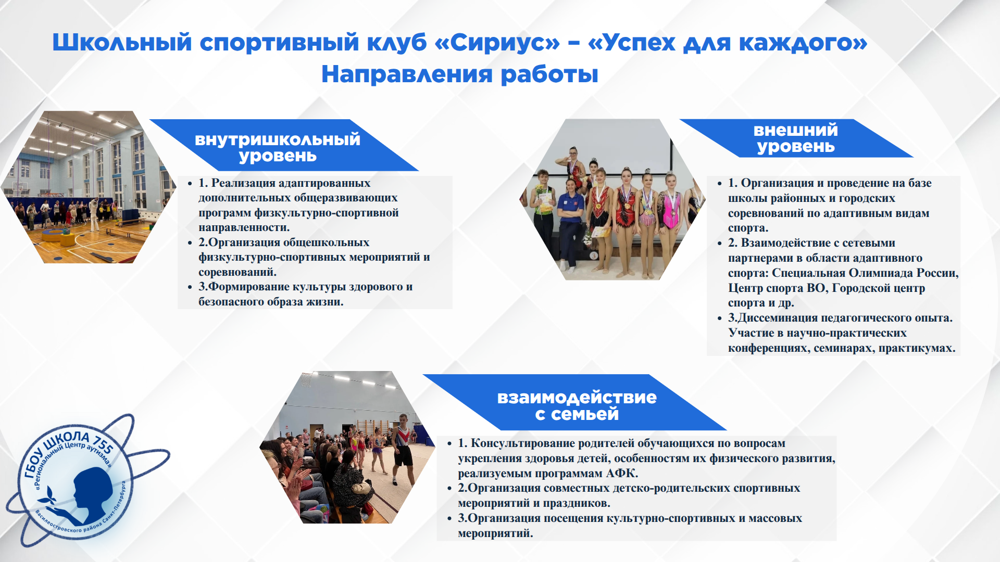 Школьный спортивный клуб «Сириус» – «Успех для каждого»
Направления работы
внутришкольный
уровень
• 1. Реализация адаптированных
дополнительных общеразвивающих
программ физкультурно-спортивной
направленности.
• 2.Организация общешкольных
физкультурно-спортивных мероприятий и
соревнований.
• 3.Формирование культуры здорового и
безопасного образа жизни.
внешний
уровень
• 1. Организация и проведение на базе
школы районных и городских
соревнований по адаптивным видам
спорта.
• 2. Взаимодействие с сетевыми
партнерами в области адаптивного
спорта: Специальная Олимпиада России,
Центр спорта ВО, Городской центр
спорта и др.
• 3.Диссеминация педагогического опыта.
Участие в научно-практических
конференциях, семинарах, практикумах.
3
взаимодействие
с семьей
• 1. Консультирование родителей обучающихся по вопросам
укрепления здоровья детей, особенностям их физического развития,
реализуемым программам АФК.
• 2.Организация совместных детско-родительских спортивных
мероприятий и праздников.
• 3.Организация посещения культурно-спортивных и массовых
мероприятий.
ГБОУ ШКОЛА 755
«Региональный Центр аутизма»
Василеостровского района Санкт-Петербурга